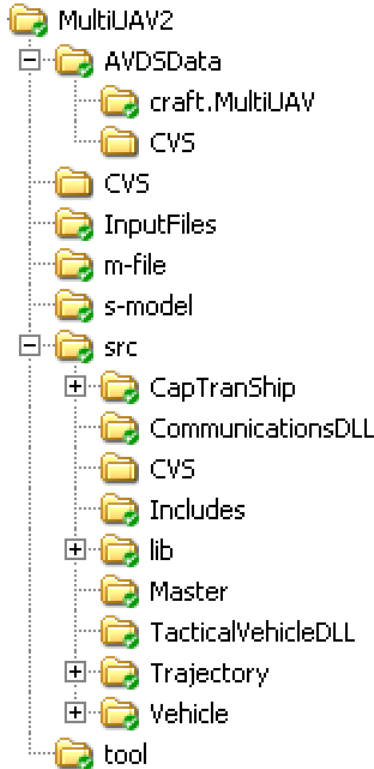 MultiUAV2
AVDSData
craft.MultiUAV
CVS
CVS
InputFiles
m-file
s-model
src
CapTranShip
CommunicationsDLL
CVS
Includes
lib
Master
TacticalVehicleDLL
Trajectory
Vehicle
tool